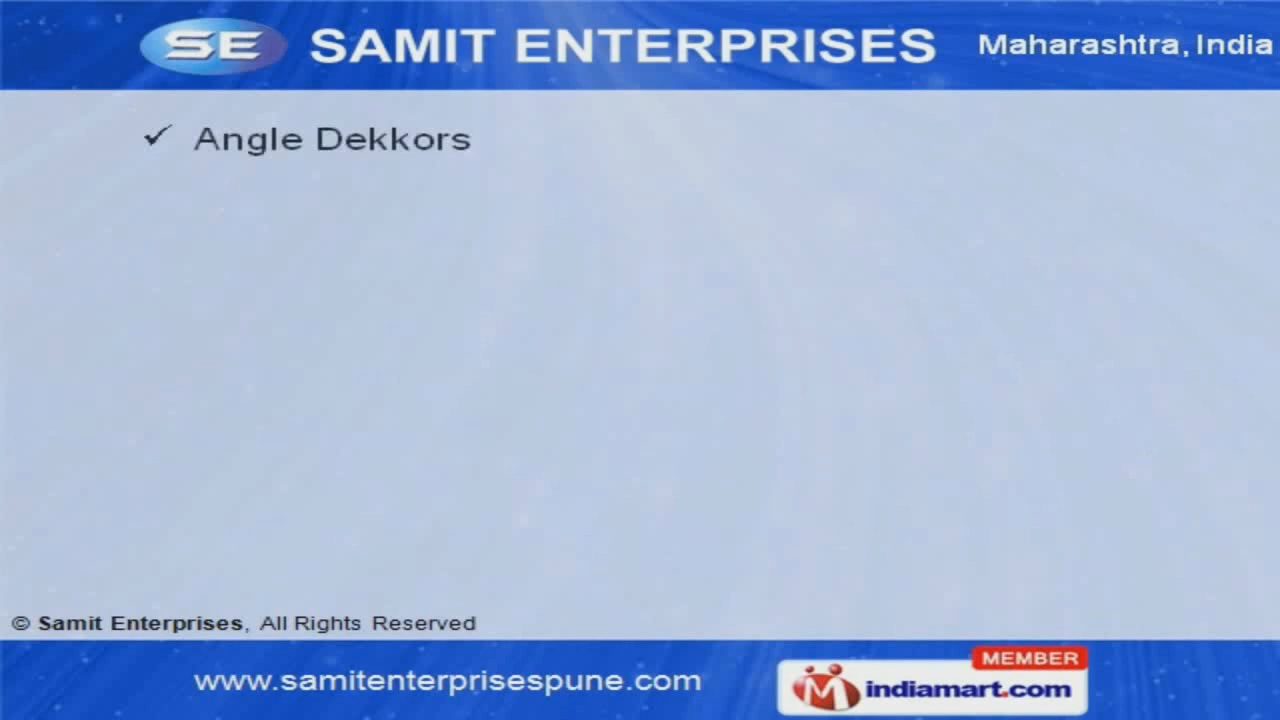 SE SAMIT ENTERPRISES Maharashtra, India
✓ Angle Dekkors
© Samit Enterprises, All Rights Reserved
MEMBER
www.samitenterprisespune.com indiamart.com